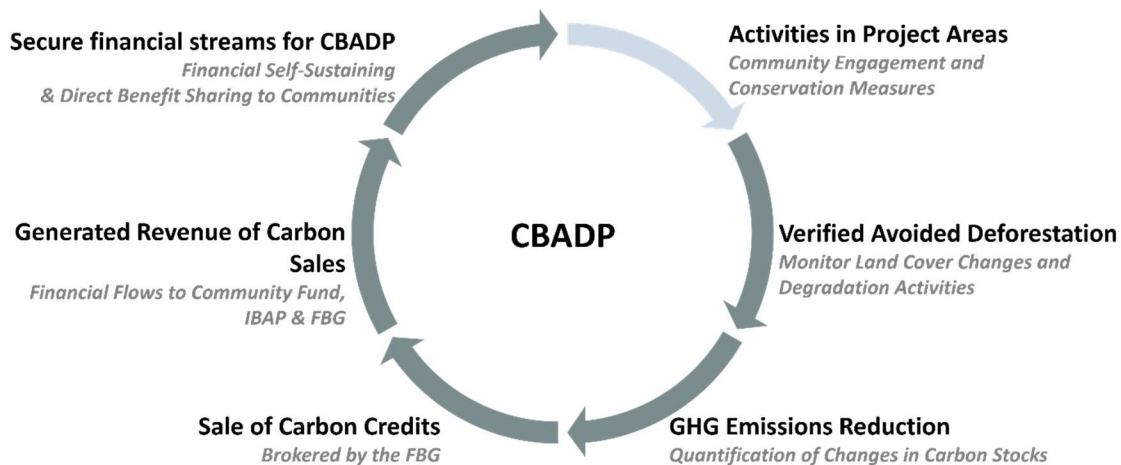 Secure financial streams for CBADP
Financial Self-Sustaining
& Direct Benefit Sharing to Communities
Activities in Project Areas
Community Engagement and
Conservation Measures
CBADP
Generated Revenue of Carbon
Sales
Financial Flows to Community Fund,
IBAP & FBG
Verified Avoided Deforestation
Monitor Land Cover Changes and
Degradation Activities
Sale of Carbon Credits
Brokered by the FBG
GHG Emissions Reduction
Quantification of Changes in Carbon Stocks